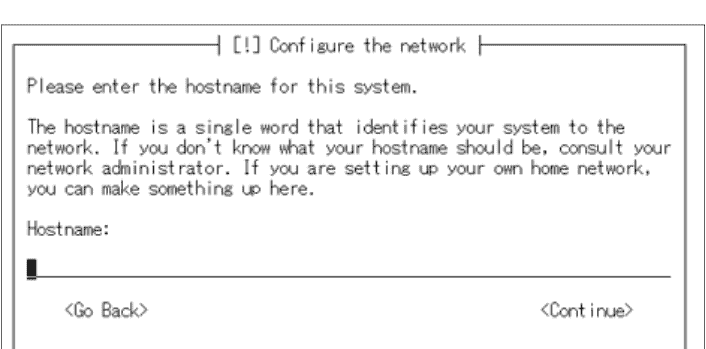 [!] Configure the network
Please enter the hostname for this system.
The hostname is a single word that identifies your system to the
network. If you don't know what your hostname should be, consult your
network administrator. If you are setting up your own home network,
you can make something up here.
Hostname:
<Go Back> <Continue>